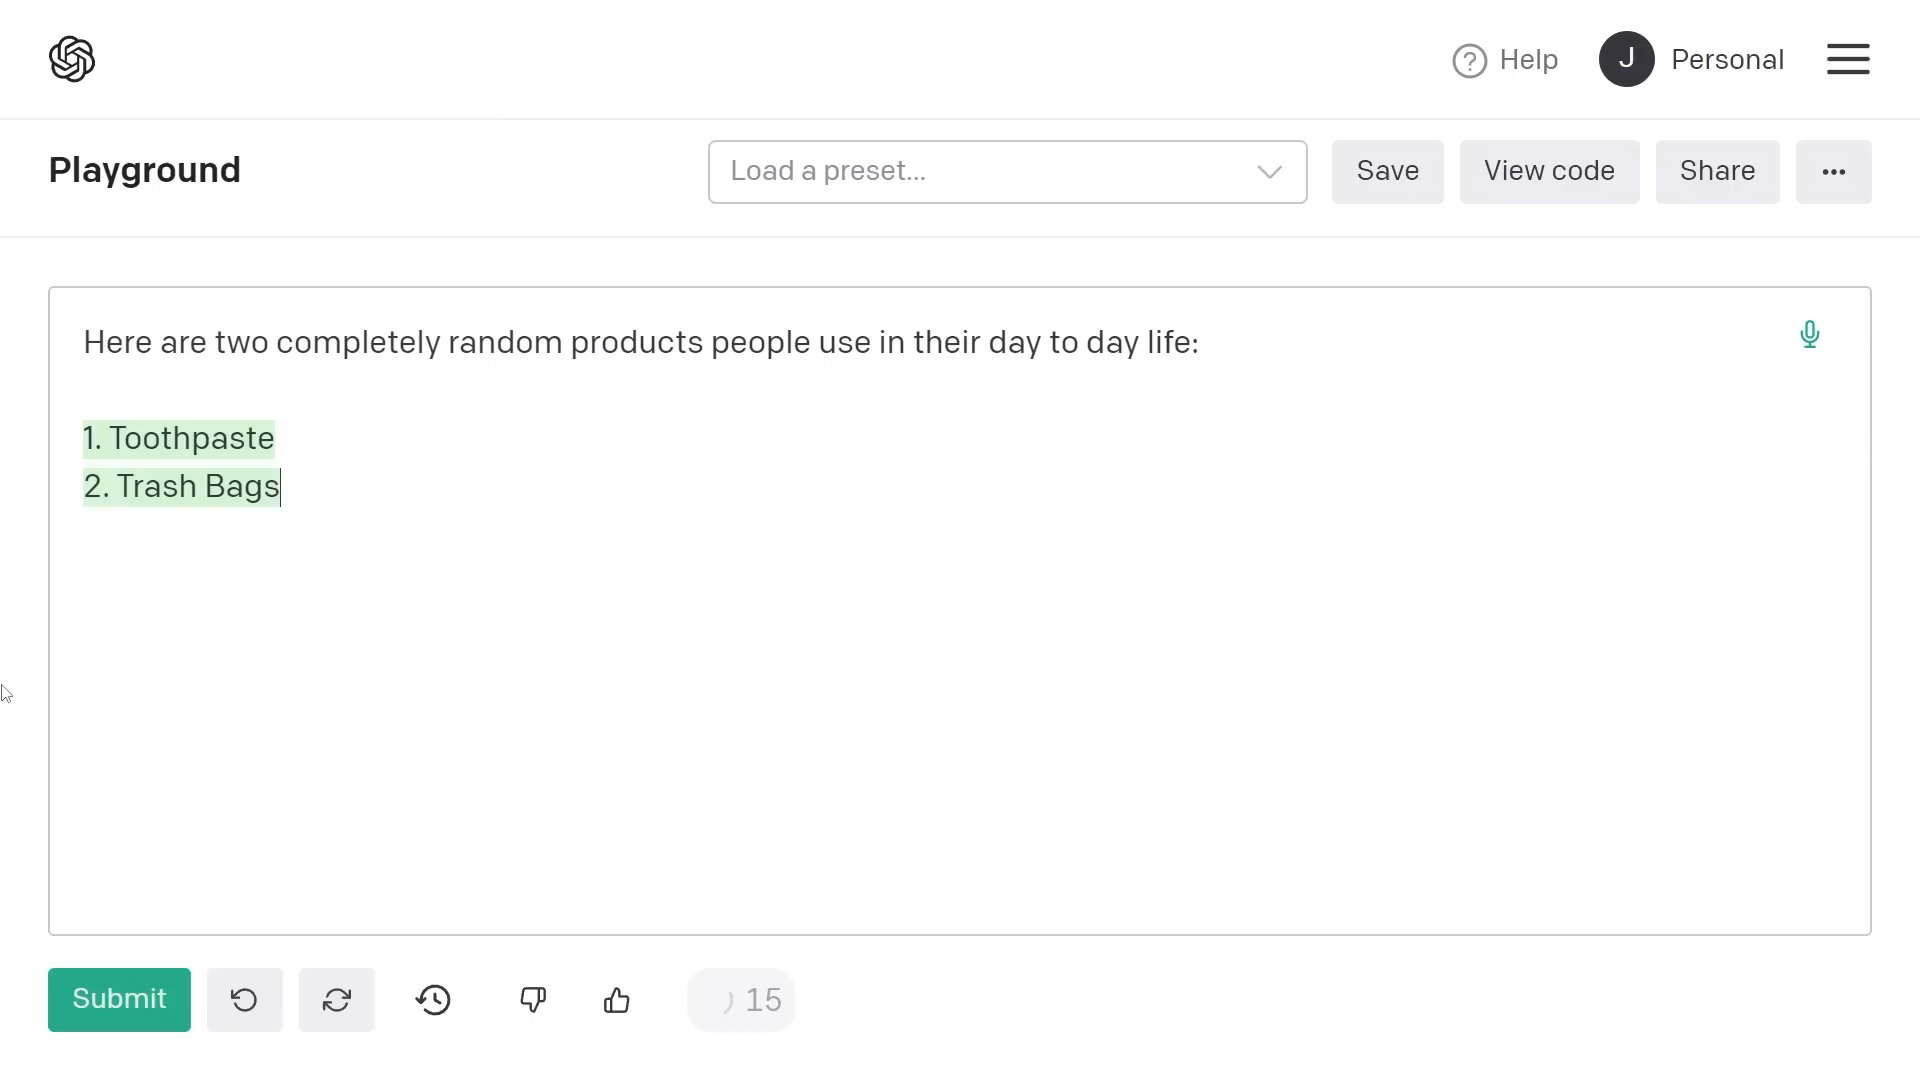 Help
J
Personal
Playground
Load a preset...
Save
View code
Share
...
Here are two completely random products people use in their day to day life:
1. Toothpaste
2. Trash Bags
Submit
15